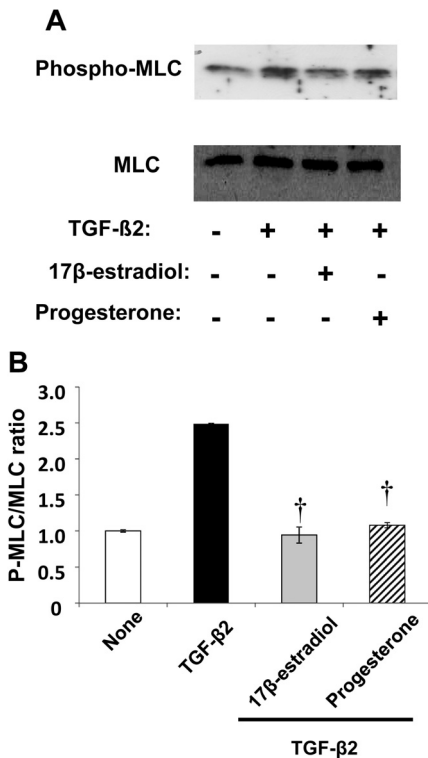 A
Phospho-MLC
MLC
TGF-ß2: - + + +
17β-estradiol: - - + -
Progesterone: - - - +
B
P-MLC/MLC ratio
3.0
2.5
2.0
1.5
1.0
0.5
0
† †
None TGF-β2 17β-estradiol Progesterone
TGF-β2